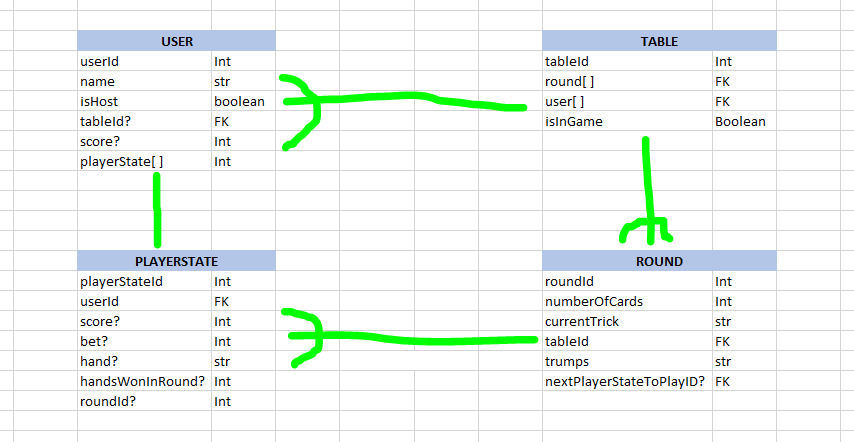 USER
userId Int
name str
isHost boolean
tableId? FK
score? Int
playerState[ ] Int
TABLE
tableId Int
round[ ] FK
user[ ] FK
isInGame Boolean
PLAYERSTATE
playerStateId Int
userId FK
score? Int
bet? Int
hand? str
handsWonInRound? Int
roundId? Int
ROUND
roundId Int
numberOfCards Int
currentTrick str
tableId FK
trumps str
nextPlayerStateToPlayID? FK